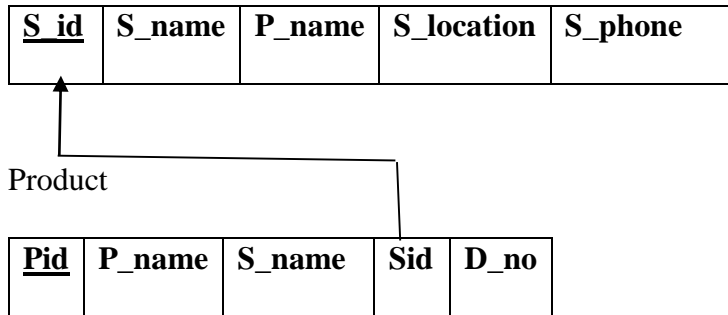 S_id S_name P_name S_location S_phone
Product
Pid P_name S_name Sid D_no